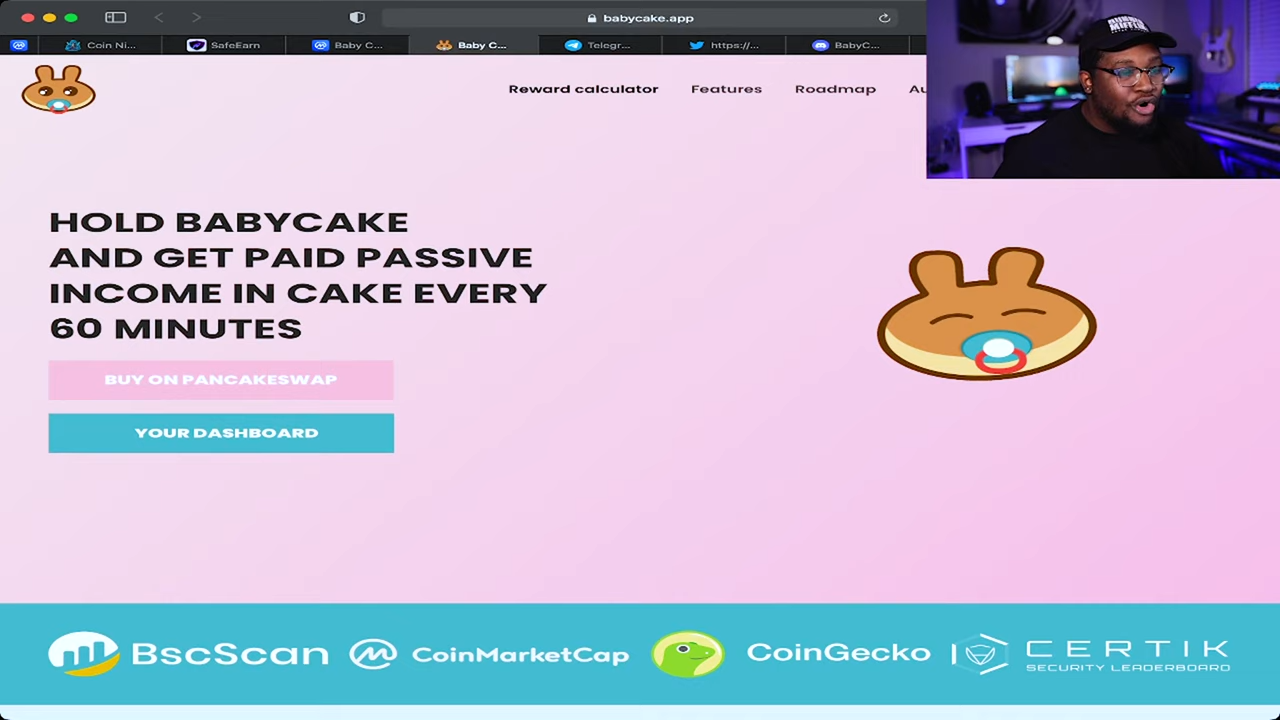 babycake.app
Coin Ni...
SafeEarn
Baby C...
Baby C...
Telegr...
https://...
BabyC...
Reward calculator
Features
Roadmap
Au
HOLD BABYCAKE
AND GET PAID PASSIVE
INCOME IN CAKE EVERY
60 MINUTES
BUY ON PANCAKESWAP
YOUR DASHBOARD
BscScan
CoinMarketCap
CoinGecko
CERTIK
SECURITY LEADERBOARD